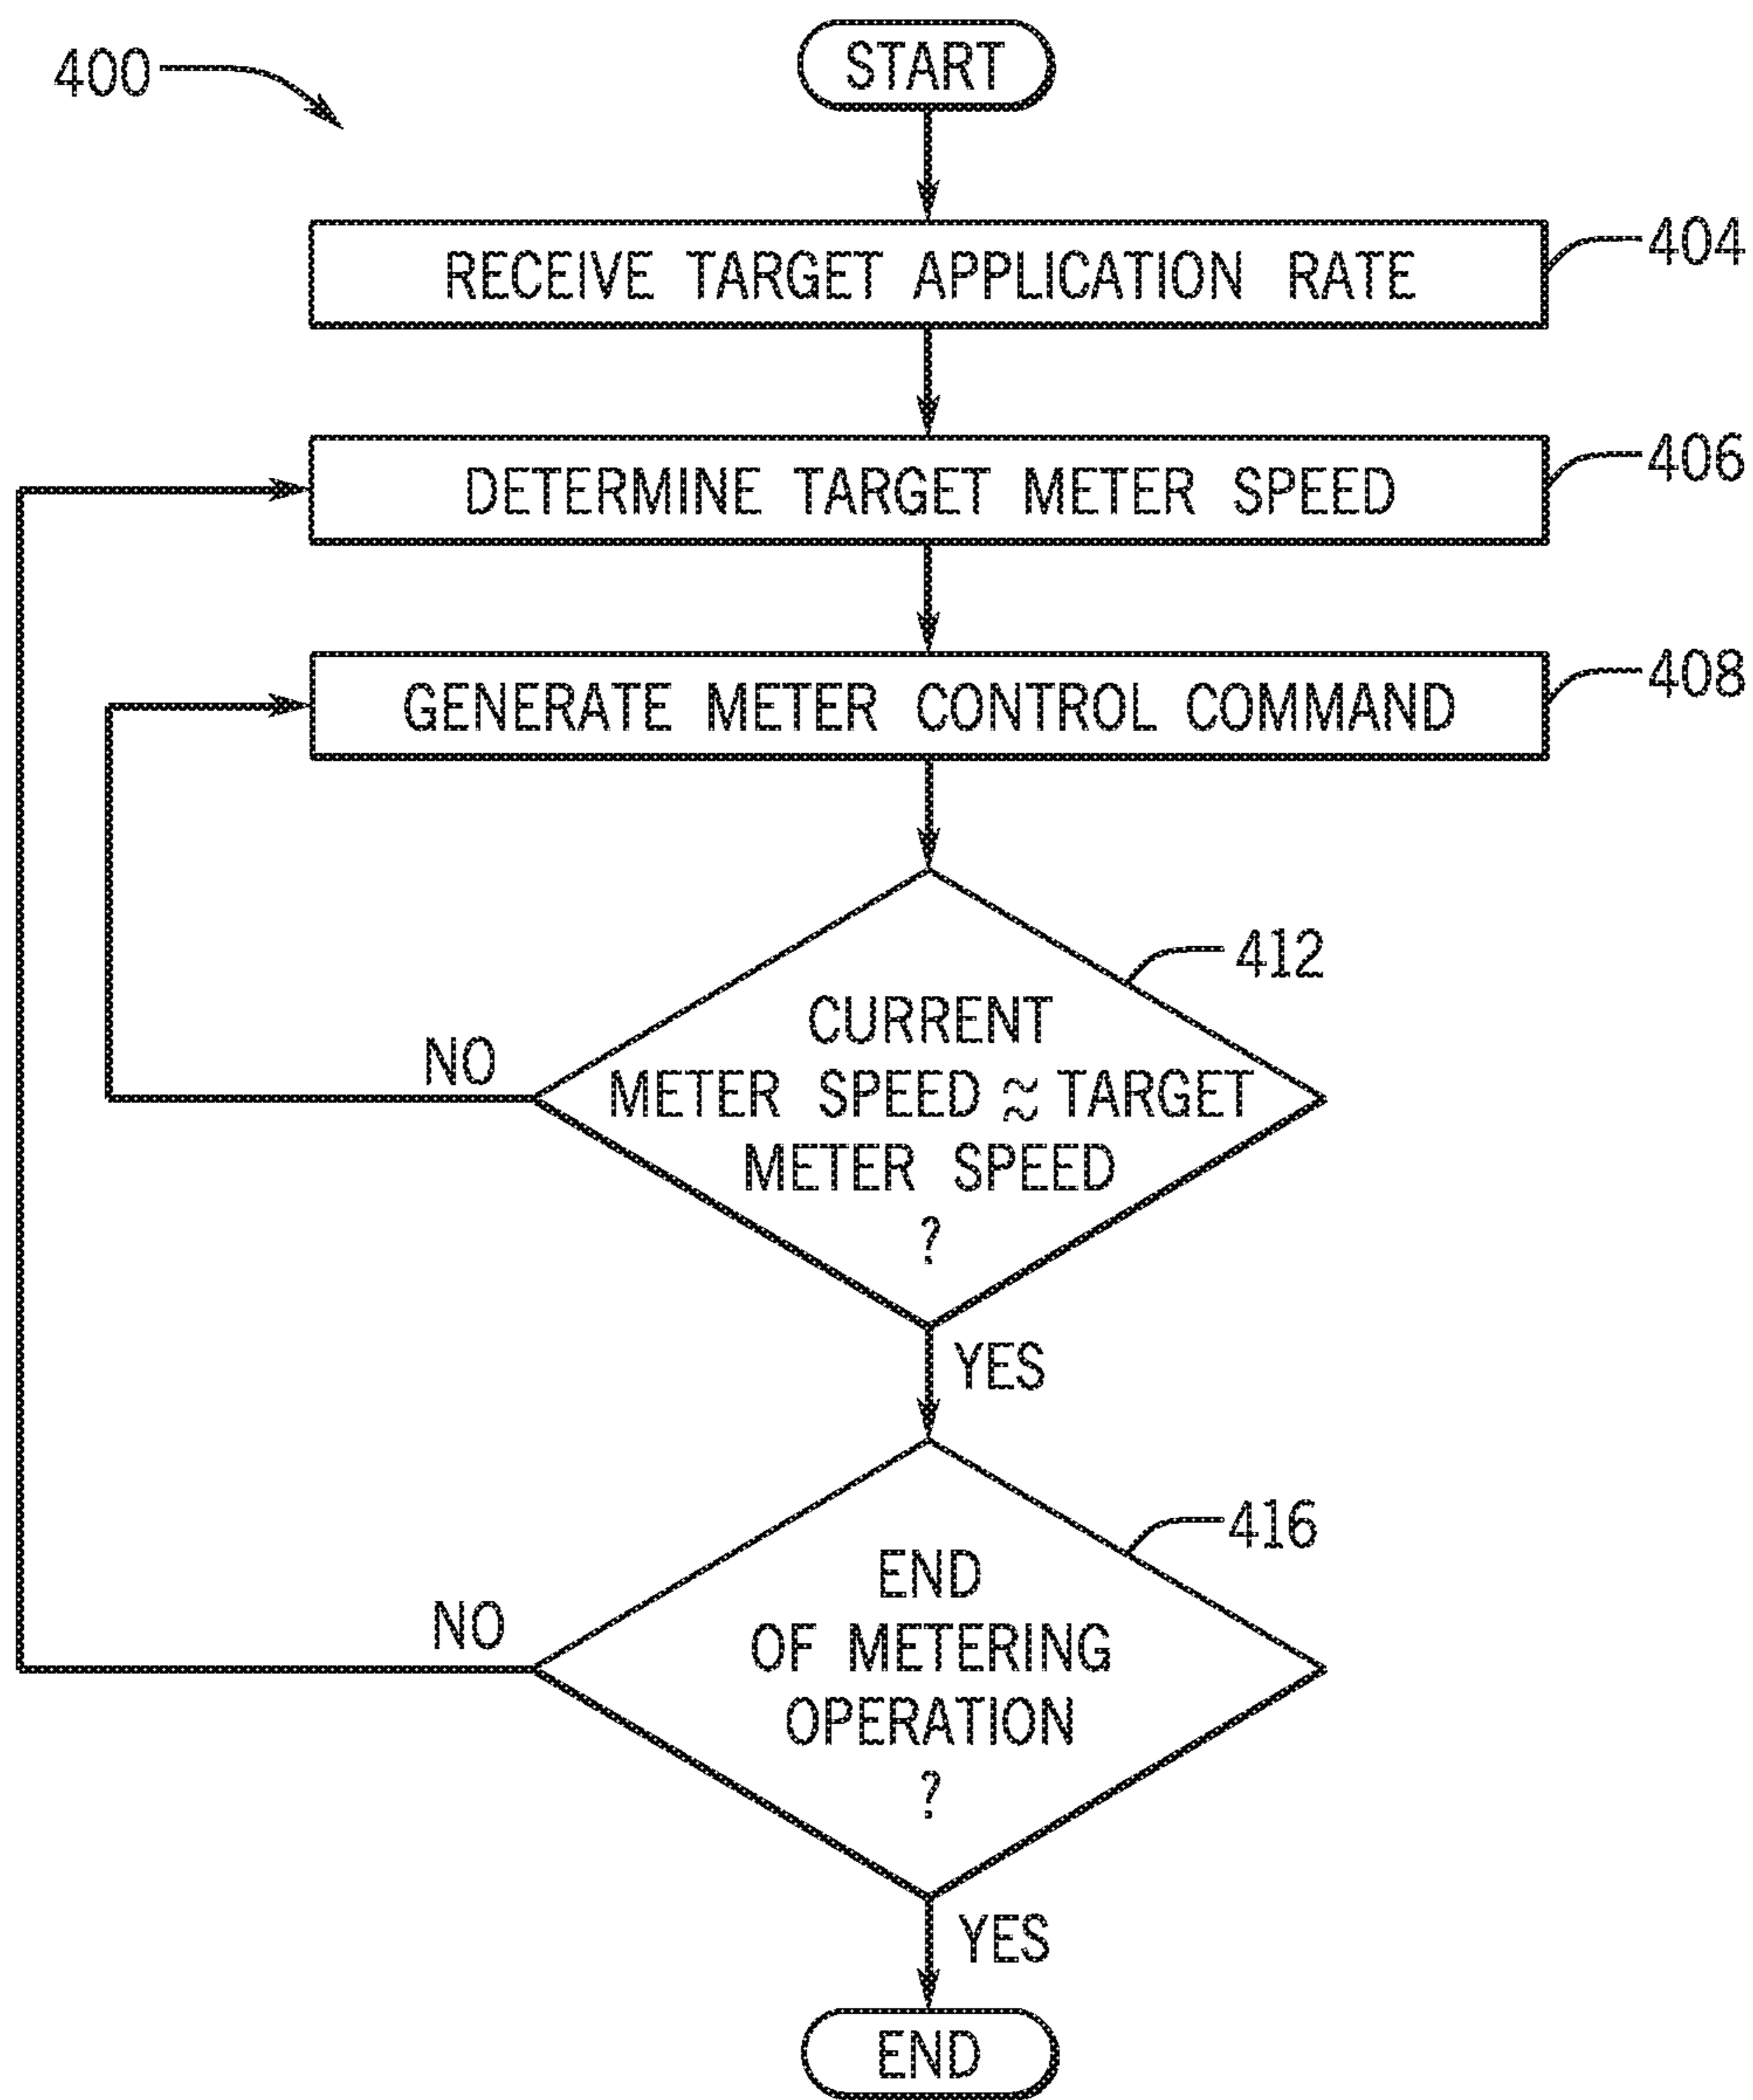 400
START
RECEIVE TARGET APPLICATION RATE
404
DETERMINE TARGET METER SPEED
406
GENERATE METER CONTROL COMMAND
408
412
CURRENT
METER SPEED ≈ TARGET
METER SPEED
?
NO
YES
416
END
OF METERING
OPERATION
?
NO
YES
END